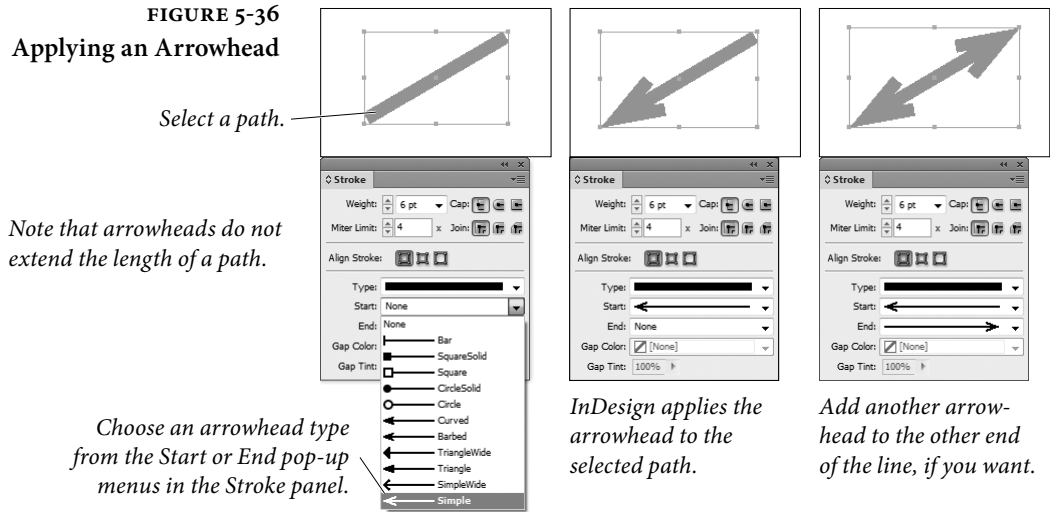 FIGURE 5-36
Applying an Arrowhead
Select a path.
Note that arrowheads do not
extend the length of a path.
Choose an arrowhead type
from the Start or End pop-up
menus in the Stroke panel.
Stroke
Weight: 6 pt Cap:
Miter Limit: 4 x Join:
Align Stroke:
Type:
Start: None
End: None
Gap Color: Bar
Gap Tint: SquareSolid
Square
CircleSolid
Circle
Curved
Barbed
TriangleWide
Triangle
SimpleWide
Simple
Stroke
Weight: 6 pt Cap:
Miter Limit: 4 x Join:
Align Stroke:
Type:
Start:
End: None
Gap Color: [None]
Gap Tint: 100%
InDesign applies the
arrowhead to the
selected path.
Stroke
Weight: 6 pt Cap:
Miter Limit: 4 x Join:
Align Stroke:
Type:
Start:
End:
Gap Color: [None]
Gap Tint: 100%
Add another arrow-
head to the other end
of the line, if you want.